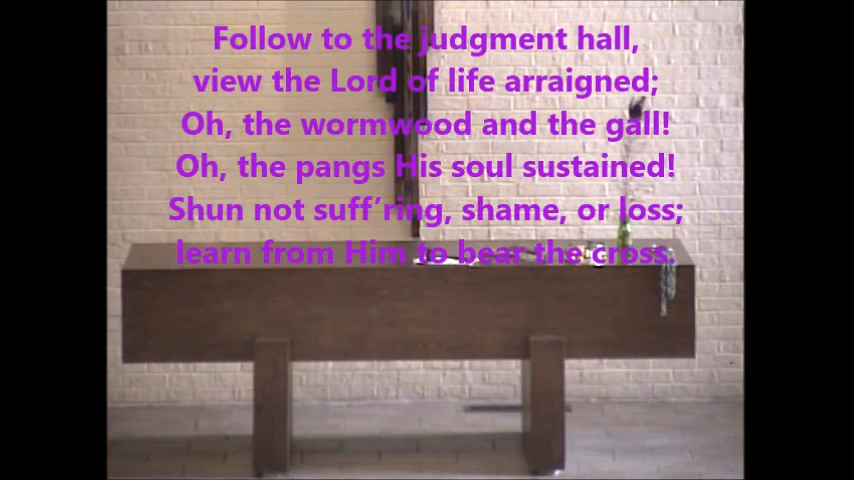 Follow to the judgment hall,
view the Lord of life arraigned;
Oh, the wormwood and the gall!
Oh, the pangs His soul sustained!
Shun not suff’ring, shame, or loss;
learn from Him to bear the cross.